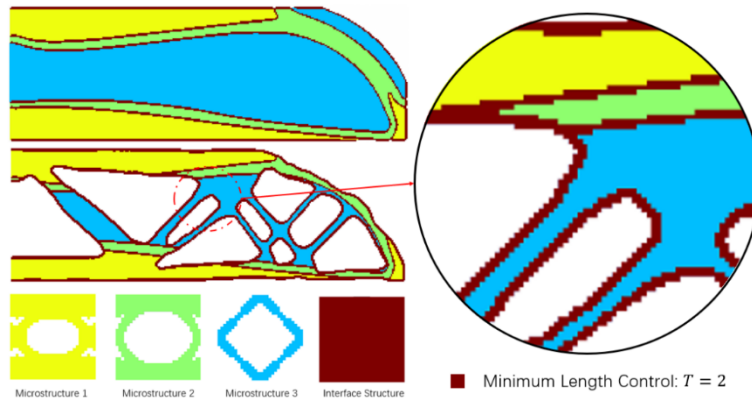 Microstructure 1
Microstructure 2
Microstructure 3
Interface Structure
Minimum Length Control: T = 2